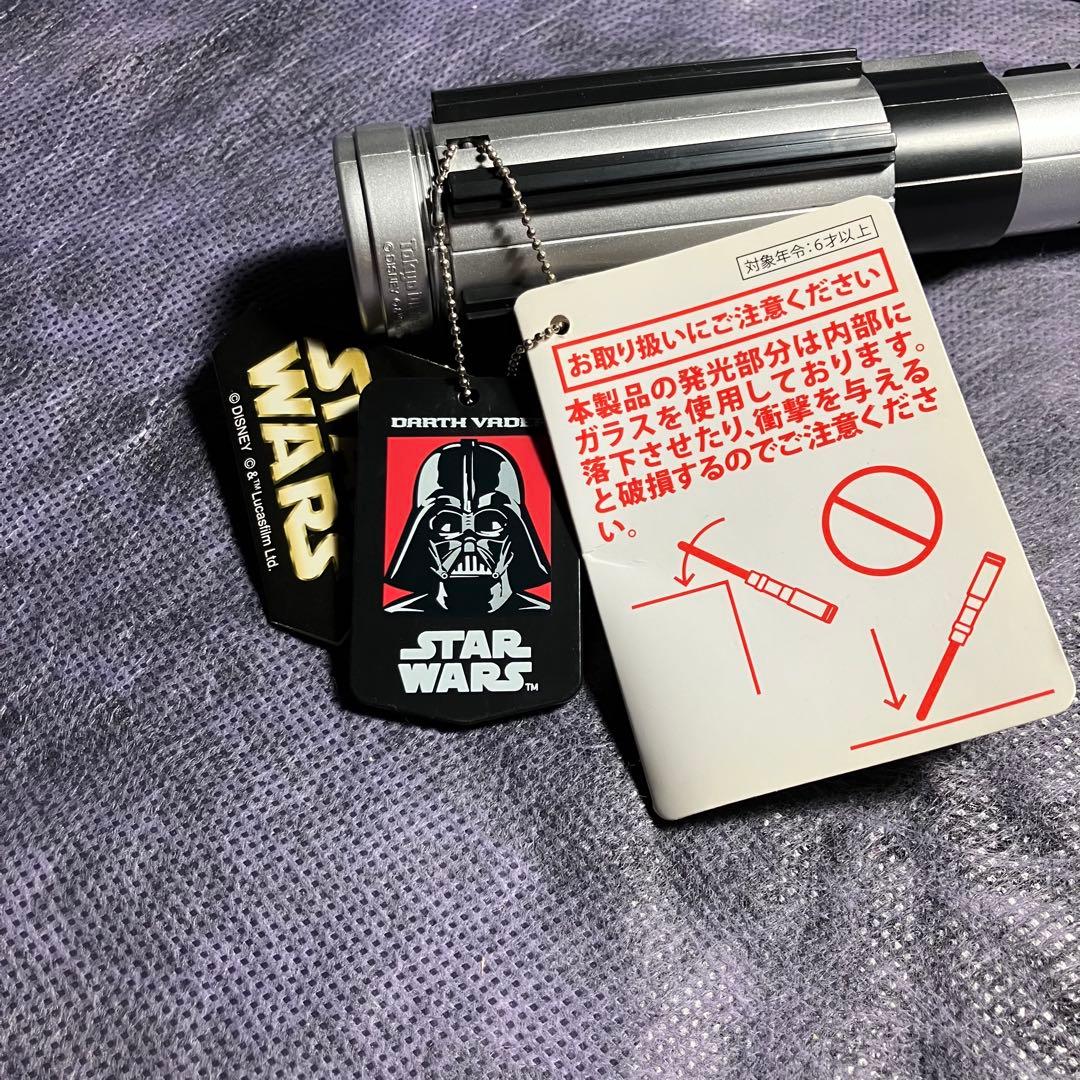 対象年令:6才以上
お取り扱いにご注意ください
本製品の発光部分は内部に
ガラスを使用しております。
落下させたり、衝撃を与える
と破損するのでご注意くださ
い。
DARTH VADE
STAR
WARS™
WARS
© DISNEY © & ™Lucasfilm Ltd.
©DISNEY